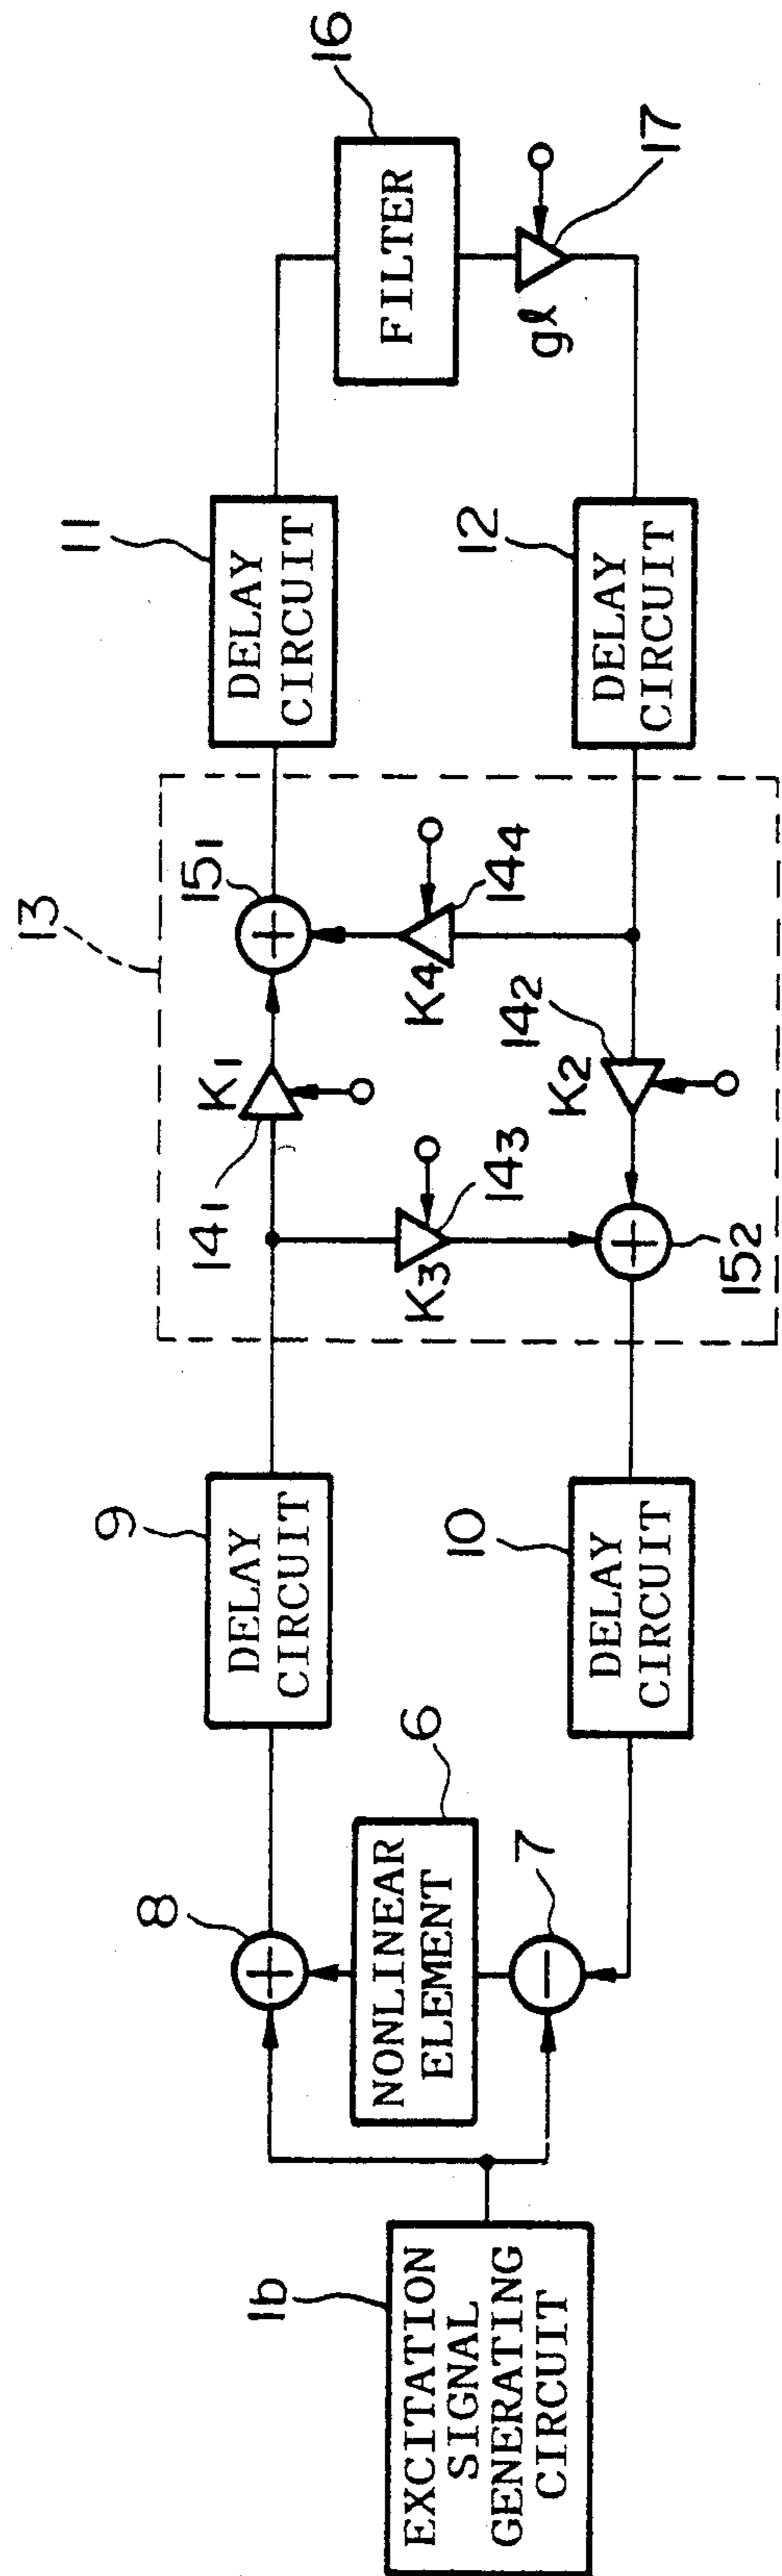 1b
EXCITATION
SIGNAL
GENERATING
CIRCUIT
8
NONLINEAR
ELEMENT
6
7
9
DELAY
CIRCUIT
10
DELAY
CIRCUIT
13
14₁
K₁
15₁
K₃
14₃
K₄
14₄
K₂
14₂
15₂
11
DELAY
CIRCUIT
12
DELAY
CIRCUIT
16
FILTER
gℓ
17